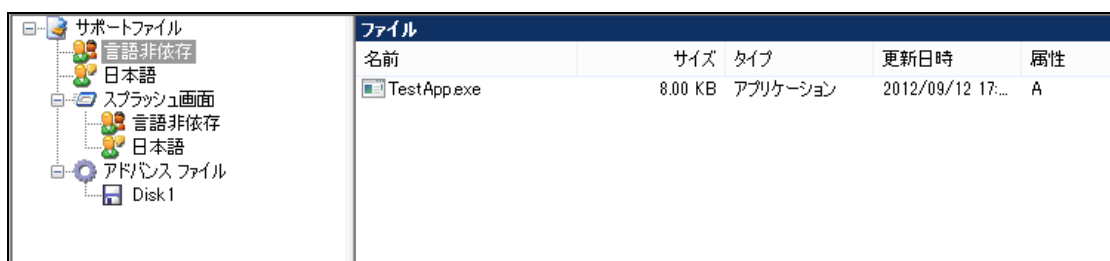 サポートファイル
言語非依存
日本語
スプラッシュ画面
言語非依存
日本語
アドバンス ファイル
Disk1
ファイル
名前 サイズ タイプ 更新日時 属性
TestApp.exe 8.00 KB アプリケーション 2012/09/12 17:... A